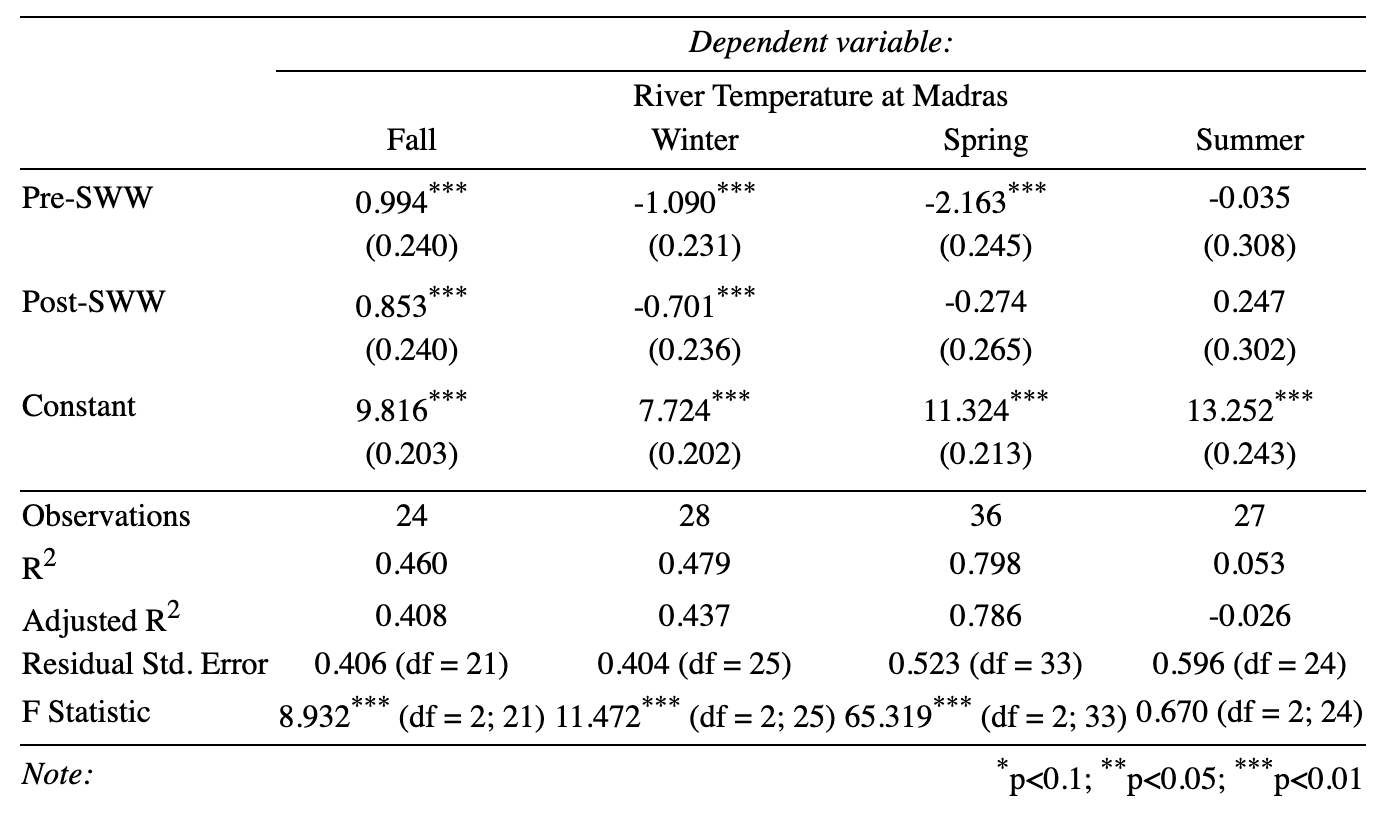 Dependent variable:
River Temperature at Madras
Fall Winter Spring Summer
Pre-SWW 0.994*** -1.090*** -2.163*** -0.035
(0.240) (0.231) (0.245) (0.308)
Post-SWW 0.853*** -0.701*** -0.274 0.247
(0.240) (0.236) (0.265) (0.302)
Constant 9.816*** 7.724*** 11.324*** 13.252***
(0.203) (0.202) (0.213) (0.243)
Observations 24 28 36 27
R2 0.460 0.479 0.798 0.053
Adjusted R2 0.408 0.437 0.786 -0.026
Residual Std. Error 0.406 (df = 21) 0.404 (df = 25) 0.523 (df = 33) 0.596 (df = 24)
F Statistic 8.932*** (df = 2; 21) 11.472*** (df = 2; 25) 65.319*** (df = 2; 33) 0.670 (df = 2; 24)
Note: *p<0.1; **p<0.05; ***p<0.01